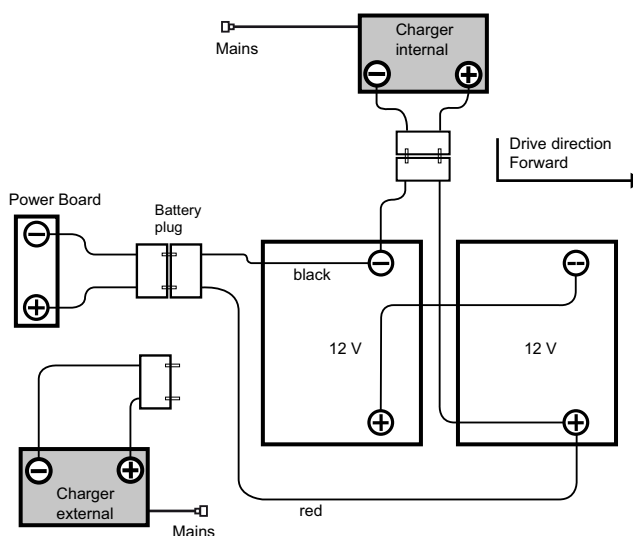 Charger
internal
Mains
Drive direction
Forward
Power Board
Battery
plug
black
12 V
12 V
Charger
external
red
Mains